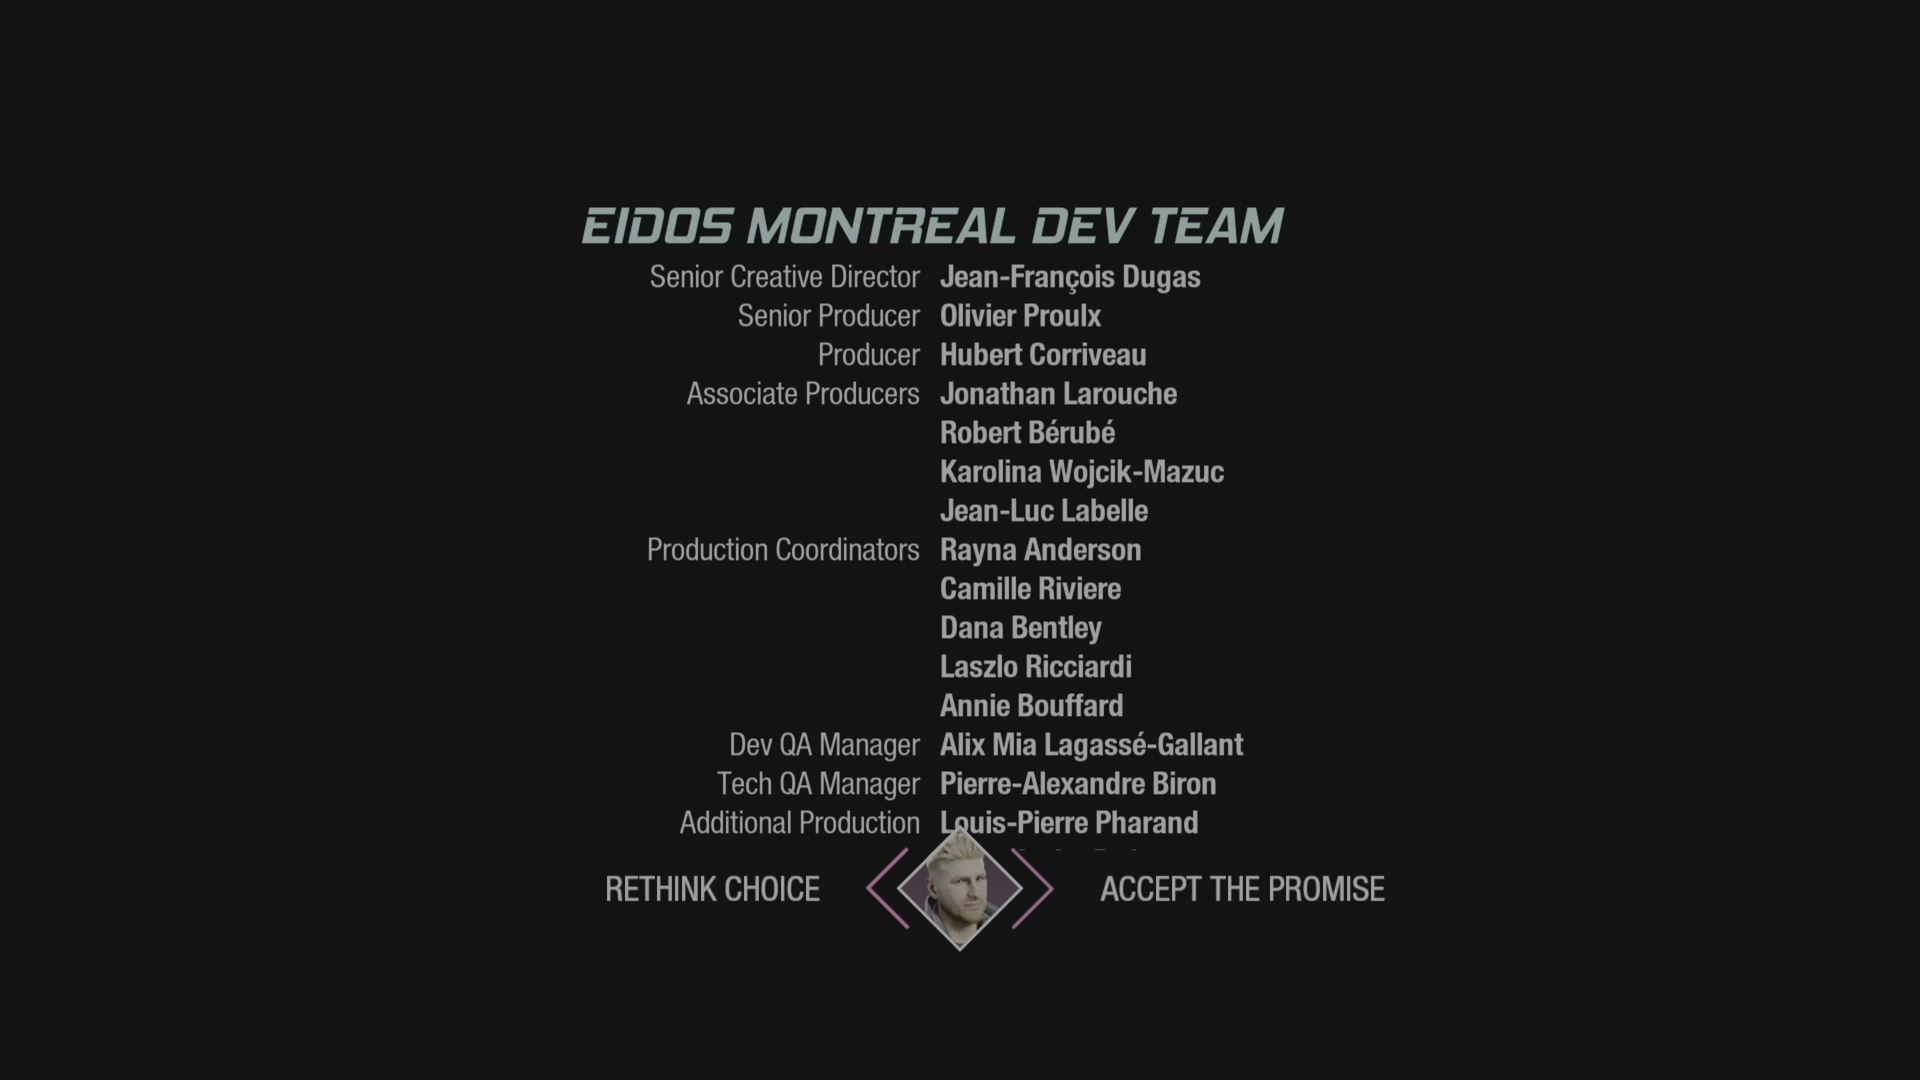 EIDOS MONTREAL DEV TEAM
Senior Creative Director Jean-François Dugas
Senior Producer Olivier Proulx
Producer Hubert Corriveau
Associate Producers Jonathan Larouche
Robert Bérubé
Karolina Wojcik-Mazuc
Jean-Luc Labelle
Production Coordinators Rayna Anderson
Camille Riviere
Dana Bentley
Laszlo Ricciardi
Annie Bouffard
Dev QA Manager Alix Mia Lagassé-Gallant
Tech QA Manager Pierre-Alexandre Biron
Additional Production Louis-Pierre Pharand
RETHINK CHOICE ACCEPT THE PROMISE